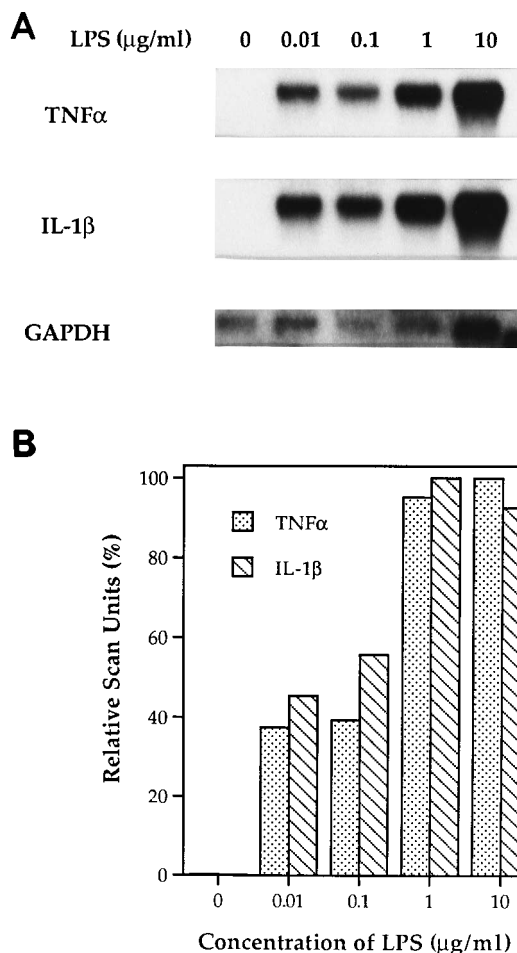 A
LPS (µg/ml) 0 0.01 0.1 1 10
TNFα
IL-1β
GAPDH
B
100
80
60
40
20
0
Relative Scan Units (%)
TNFα
IL-1β
0 0.01 0.1 1 10
Concentration of LPS (µg/ml)